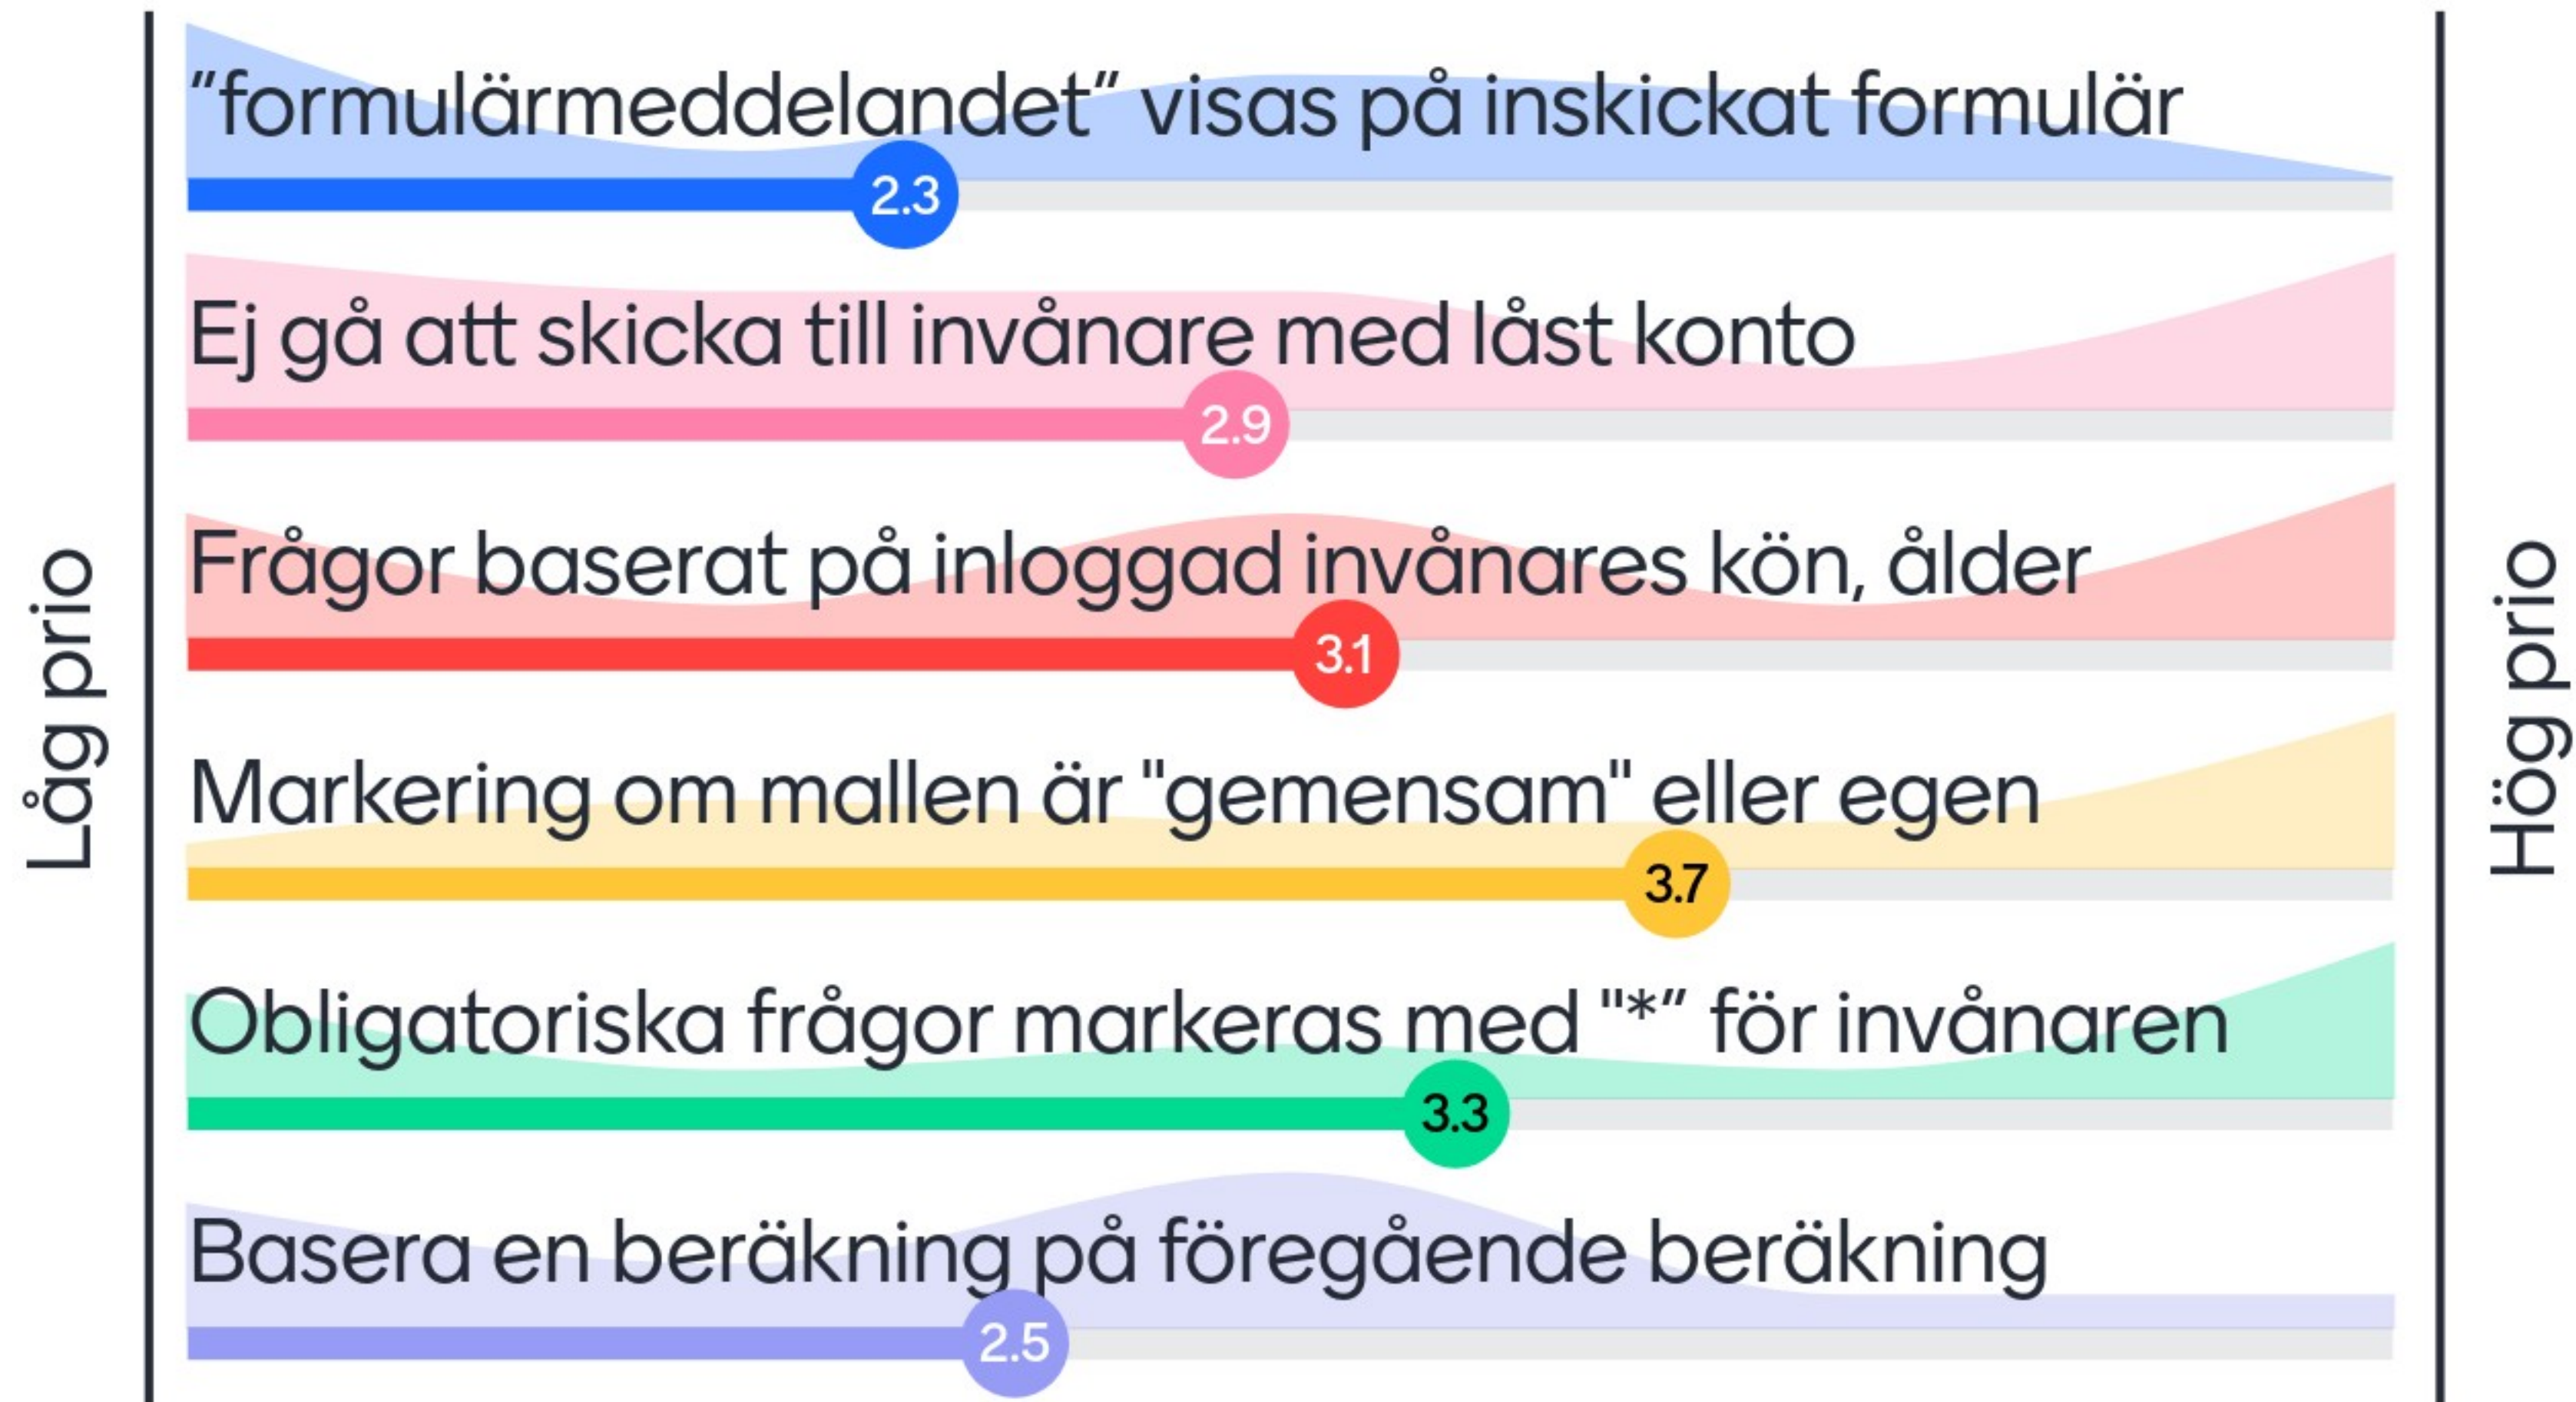 Låg prio
”formulärmeddelandet” visas på inskickat formulär
2.3
Ej gå att skicka till invånare med låst konto
2.9
Frågor baserat på inloggad invånares kön, ålder
3.1
Markering om mallen är "gemensam" eller egen
3.7
Obligatoriska frågor markeras med "*” för invånaren
3.3
Basera en beräkning på föregående beräkning
2.5
Hög prio